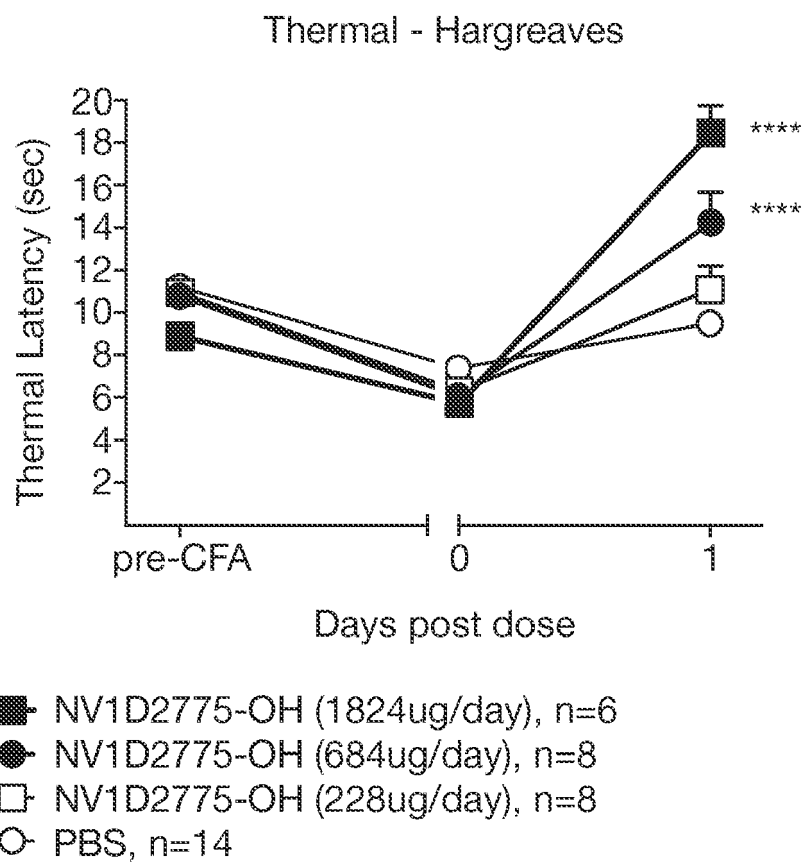 Thermal - Hargreaves
Thermal Latency (sec)
20
18
16
14
12
10
8
6
4
2
****
****
pre-CFA 0 1
Days post dose
NV1D2775-OH (1824ug/day), n=6
NV1D2775-OH (684ug/day), n=8
NV1D2775-OH (228ug/day), n=8
PBS, n=14